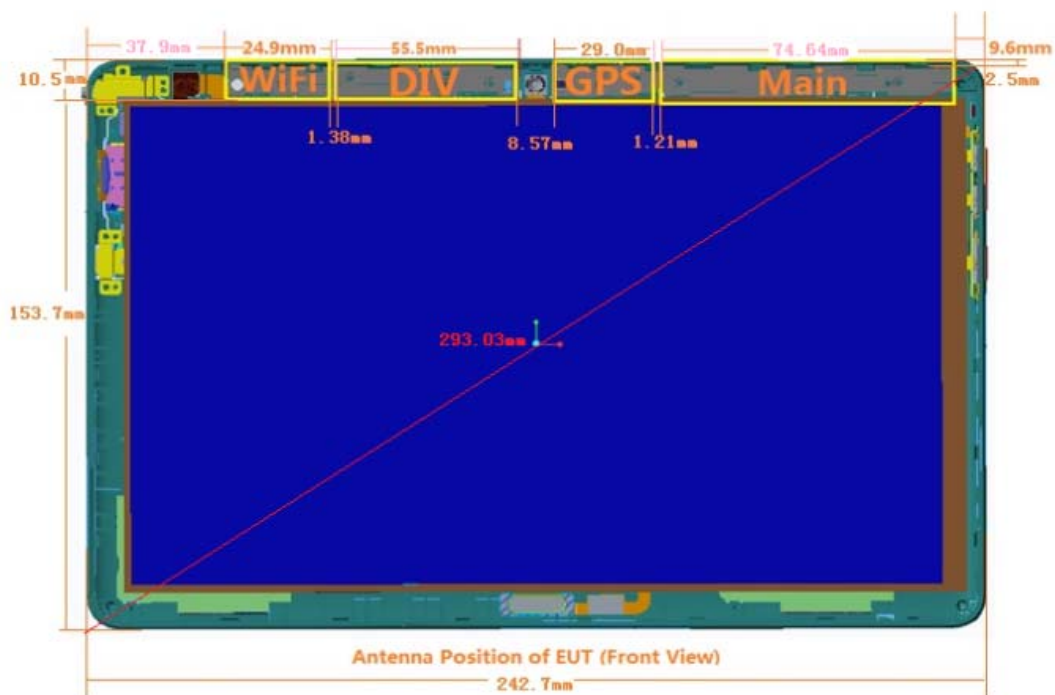 37.9mm 24.9mm 55.5mm 29.0mm 74.64mm 9.6mm
10.5mm WiFi DIV GPS Main 2.5mm
1.38mm 8.57mm 1.21mm
153.7mm
293.03mm
Antenna Position of EUT (Front View)
242.7mm